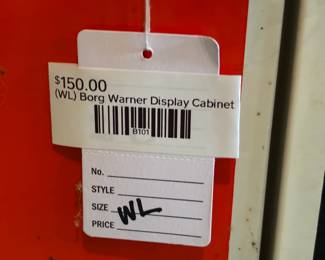 $150.00
(WL) Borg Warner Display Cabinet
B101
No.
STYLE
SIZE WL
PRICE